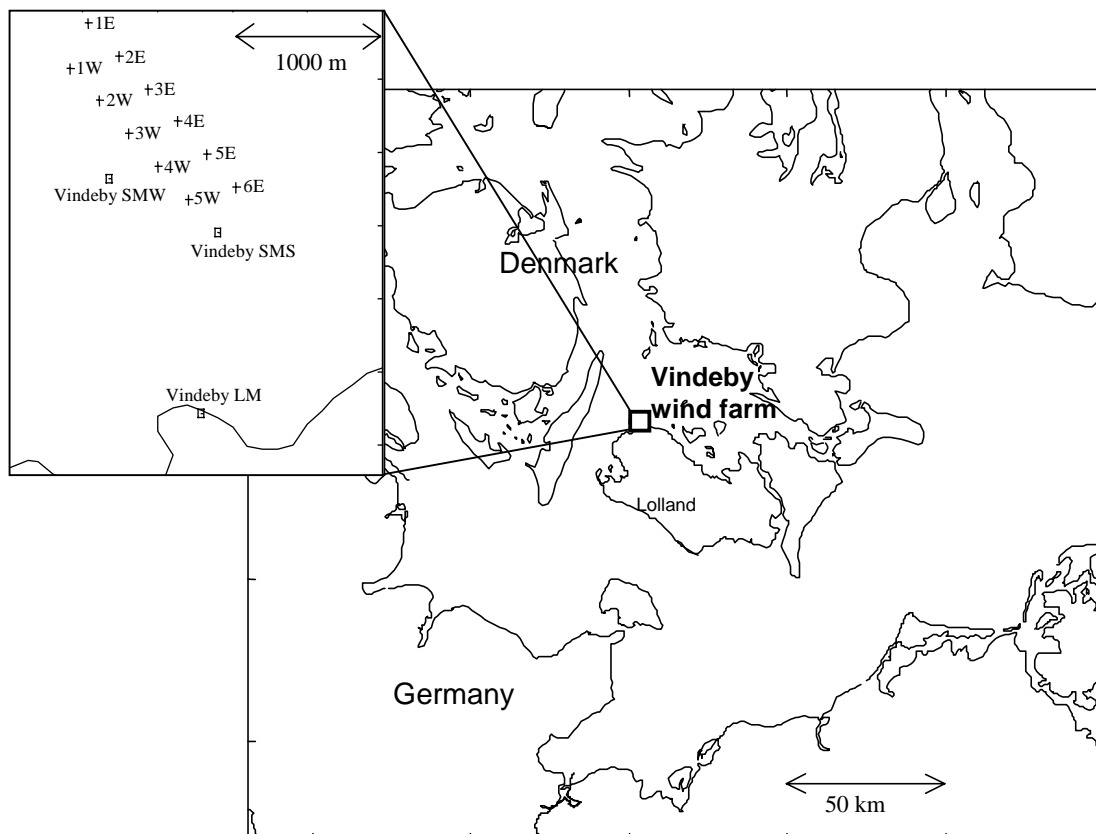 1E
1000 m
2E
1W
3E
2W
4E
3W
5E
4W
6E
5W
Vindeby SMW
Vindeby SMS
Vindeby LM
Denmark
Vindeby
wind farm
Lolland
Germany
50 km